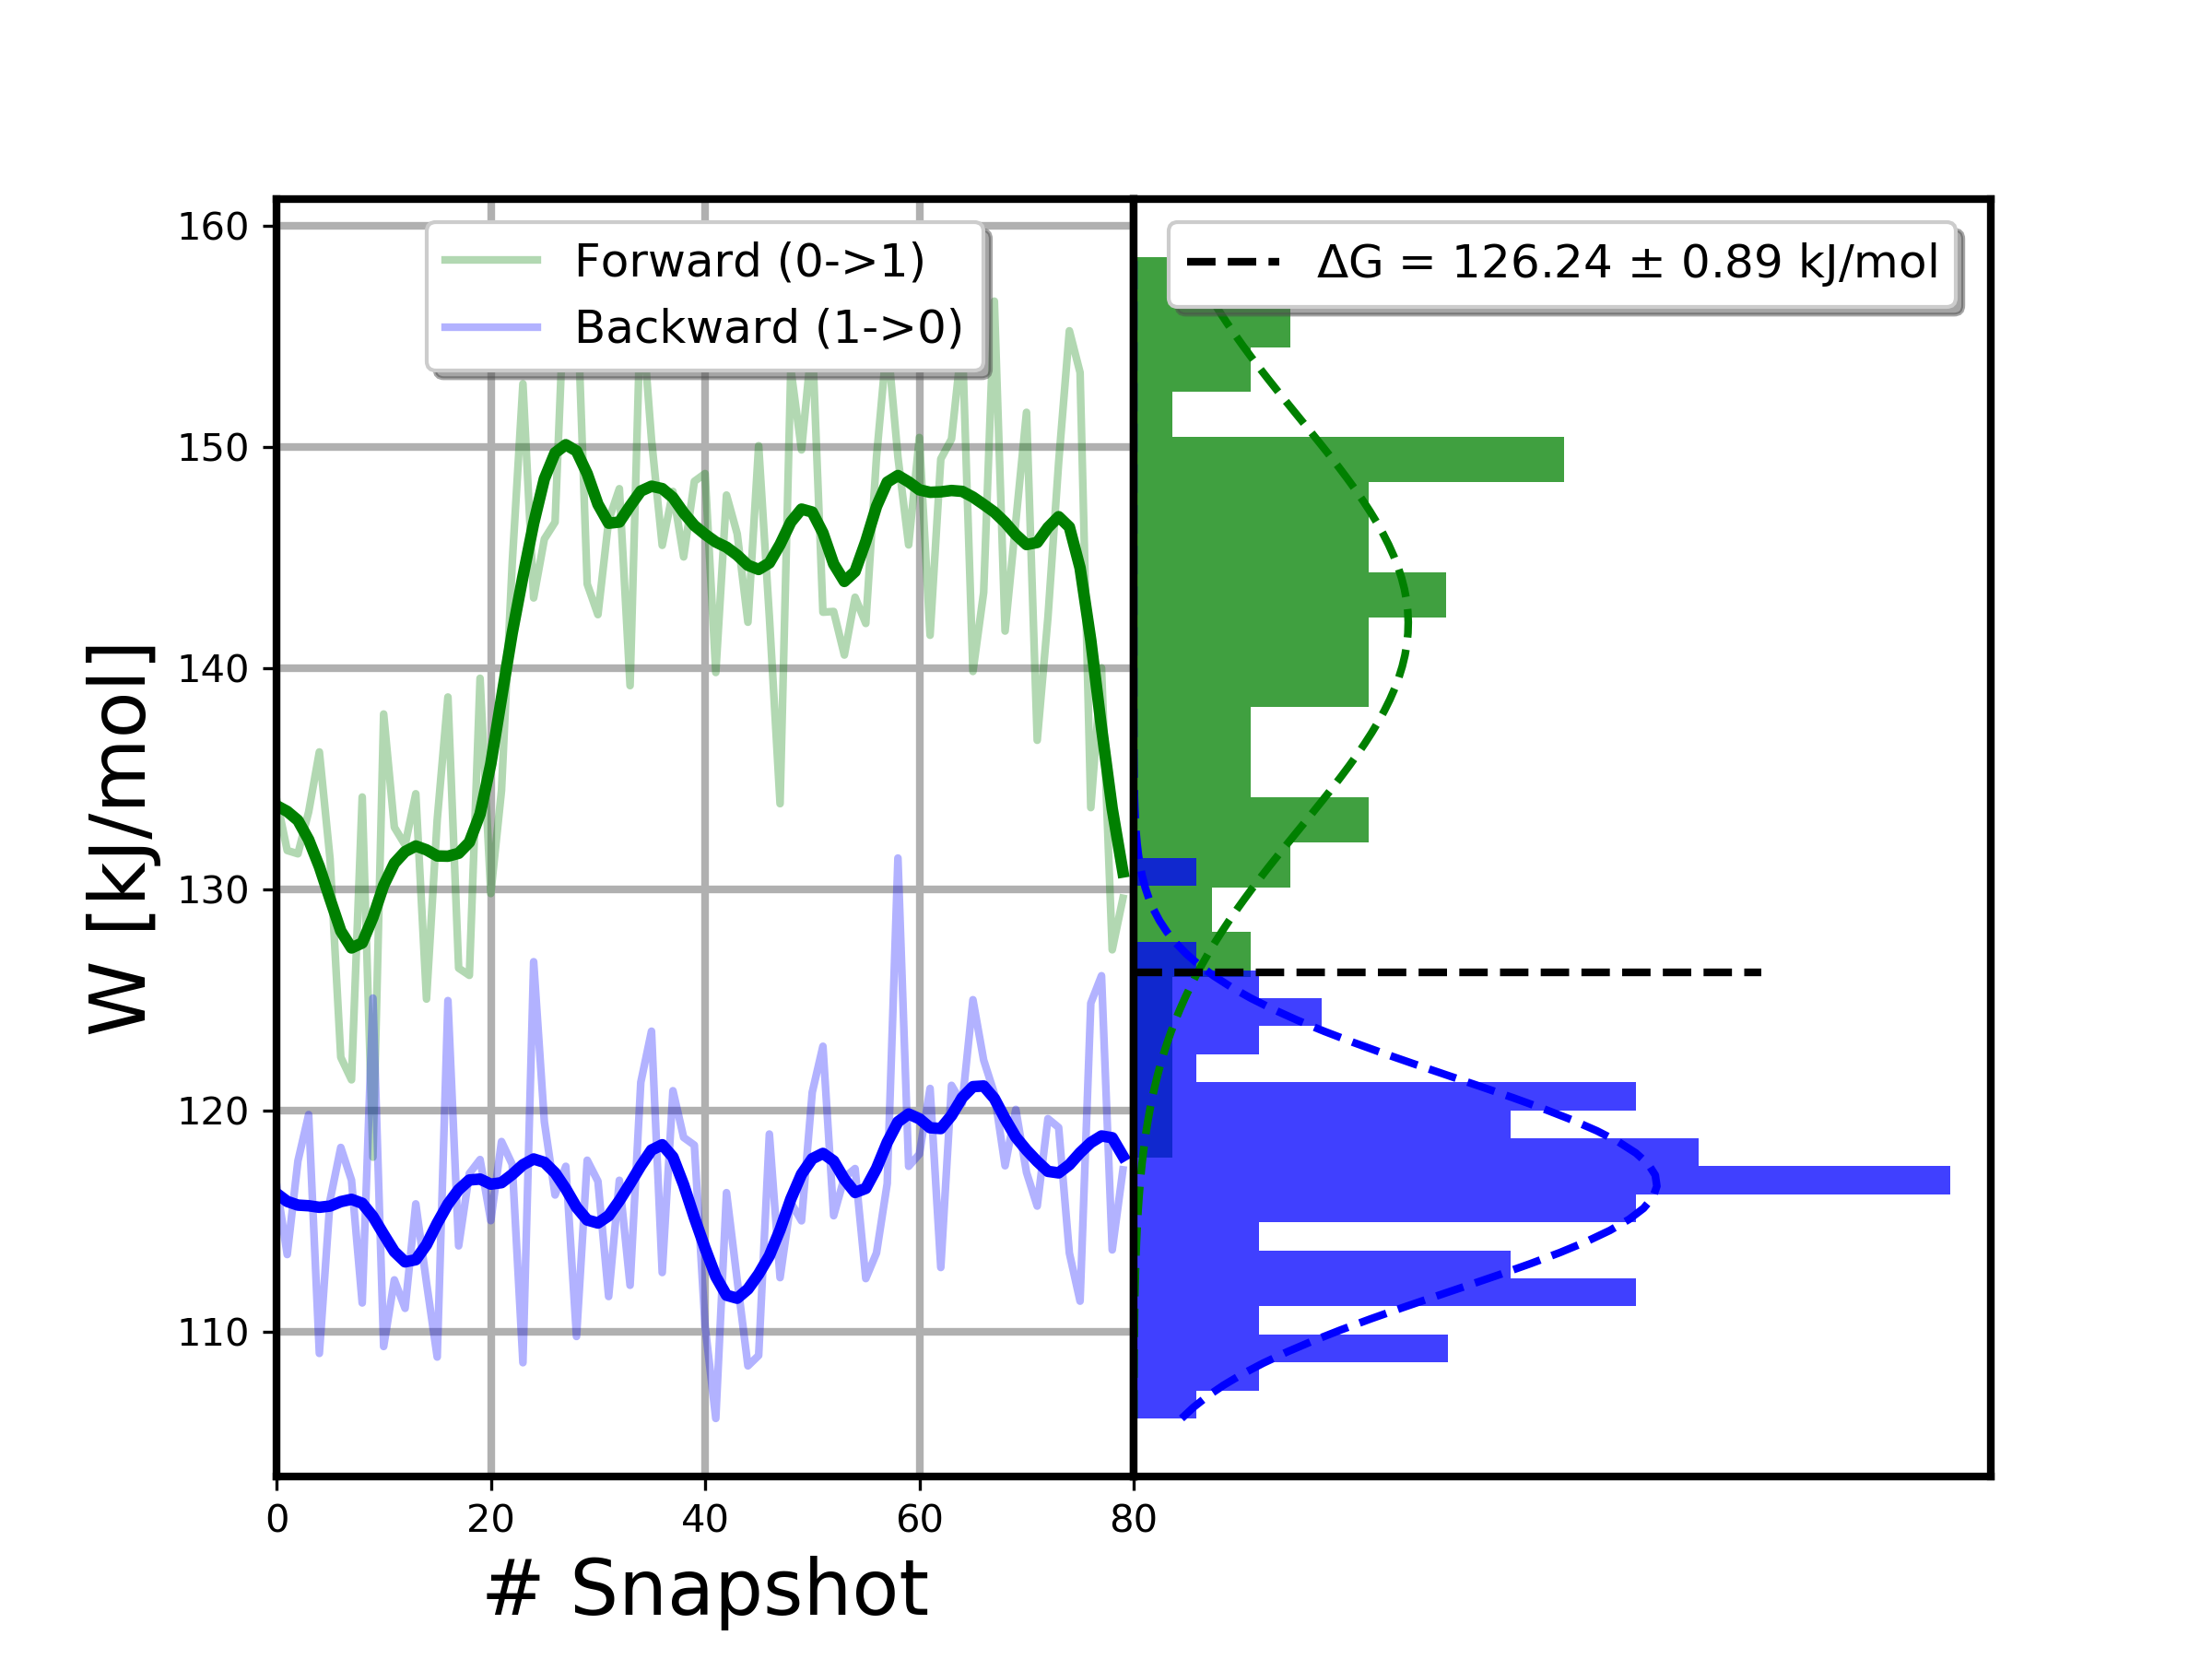 Forward (0->1)
Backward (1->0)
ΔG = 126.24 ± 0.89 kJ/mol
W [kJ/mol]
160
150
140
130
120
110
0
20
40
60
80
# Snapshot